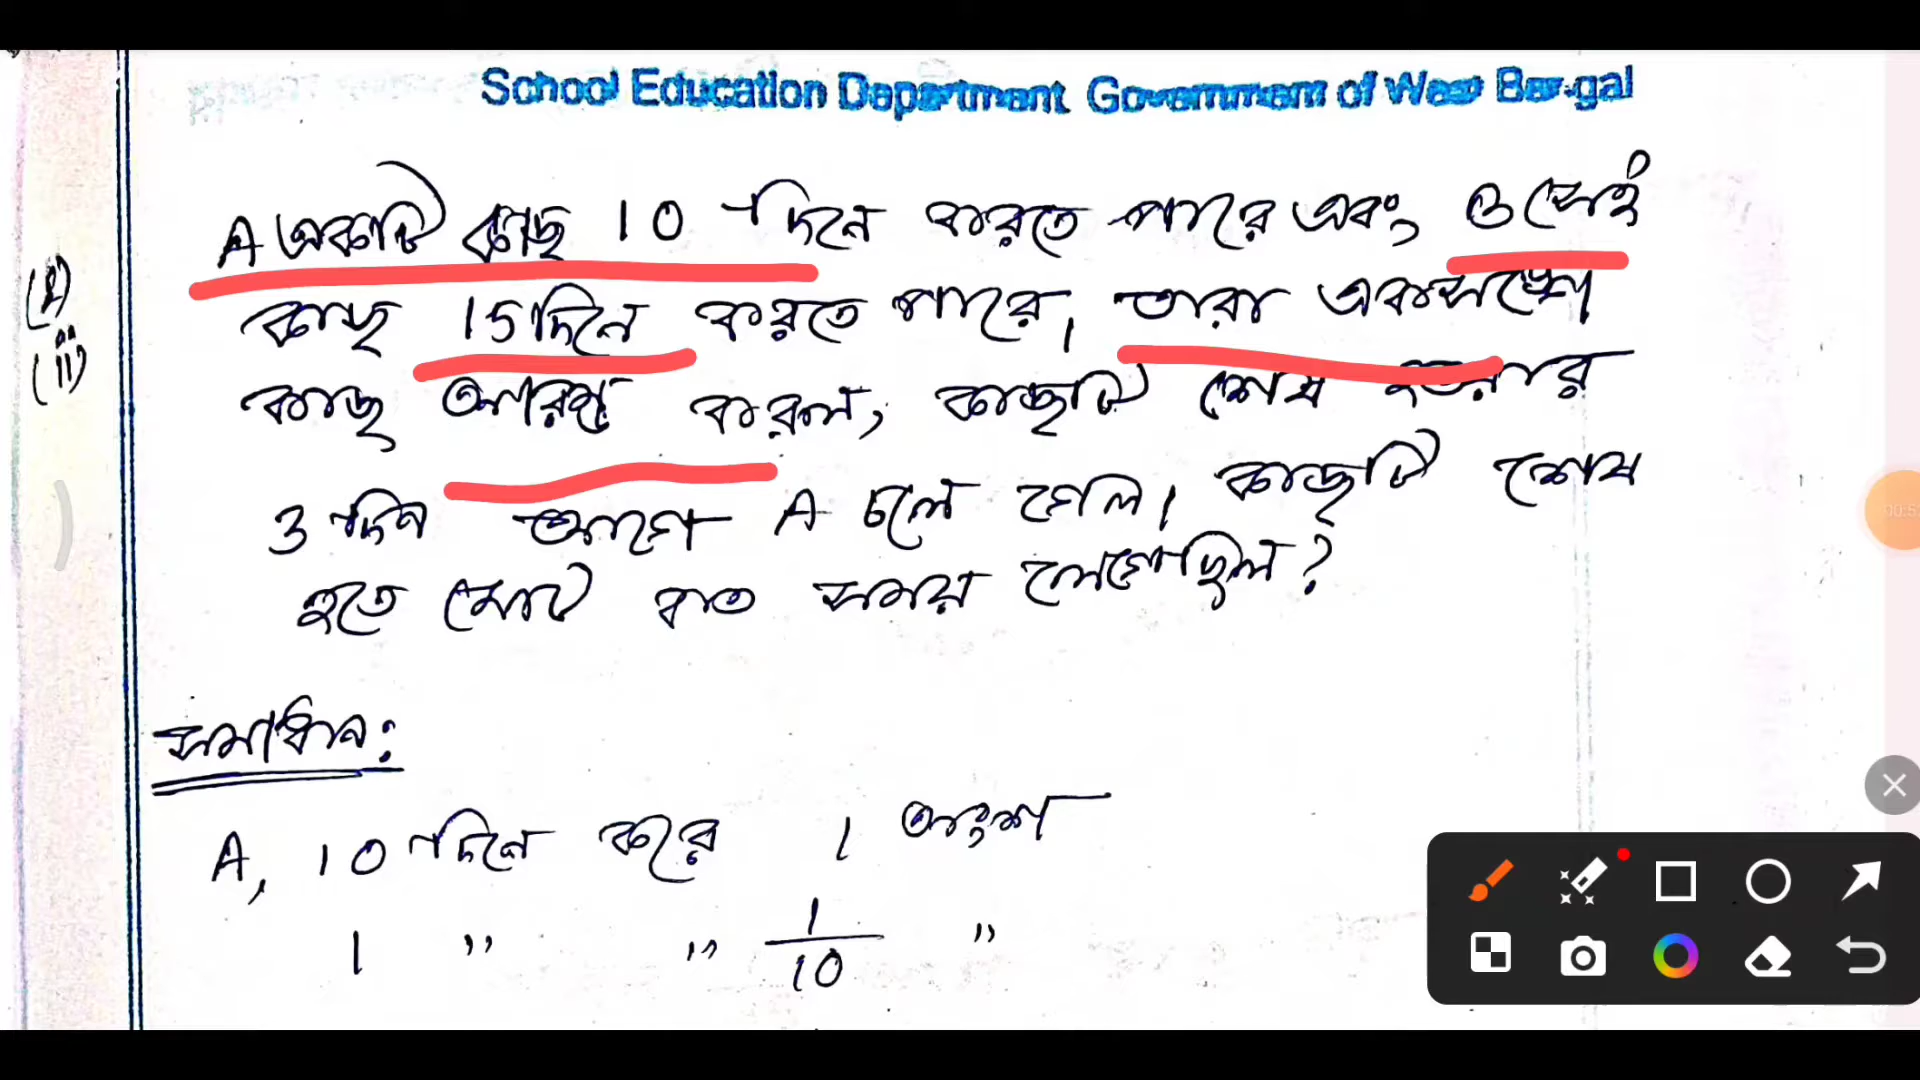 School Education Department Government of West Bengal
A একটি কাজ 10 দিনে করতে পারে এবং, B সেই
কাজ 15 দিনে করতে পারে। তারা একসঙ্গে
কাজ আরম্ভ করল, কাজটি শেষ হওয়ার
3 দিন আগে A চলে গেল। কাজটি শেষ
হতে মোট কত সময় লেগেছিল?
(ii)
সমাধান:
A, 10 দিনে করে 1 অংশ
1 " " 1/10 "